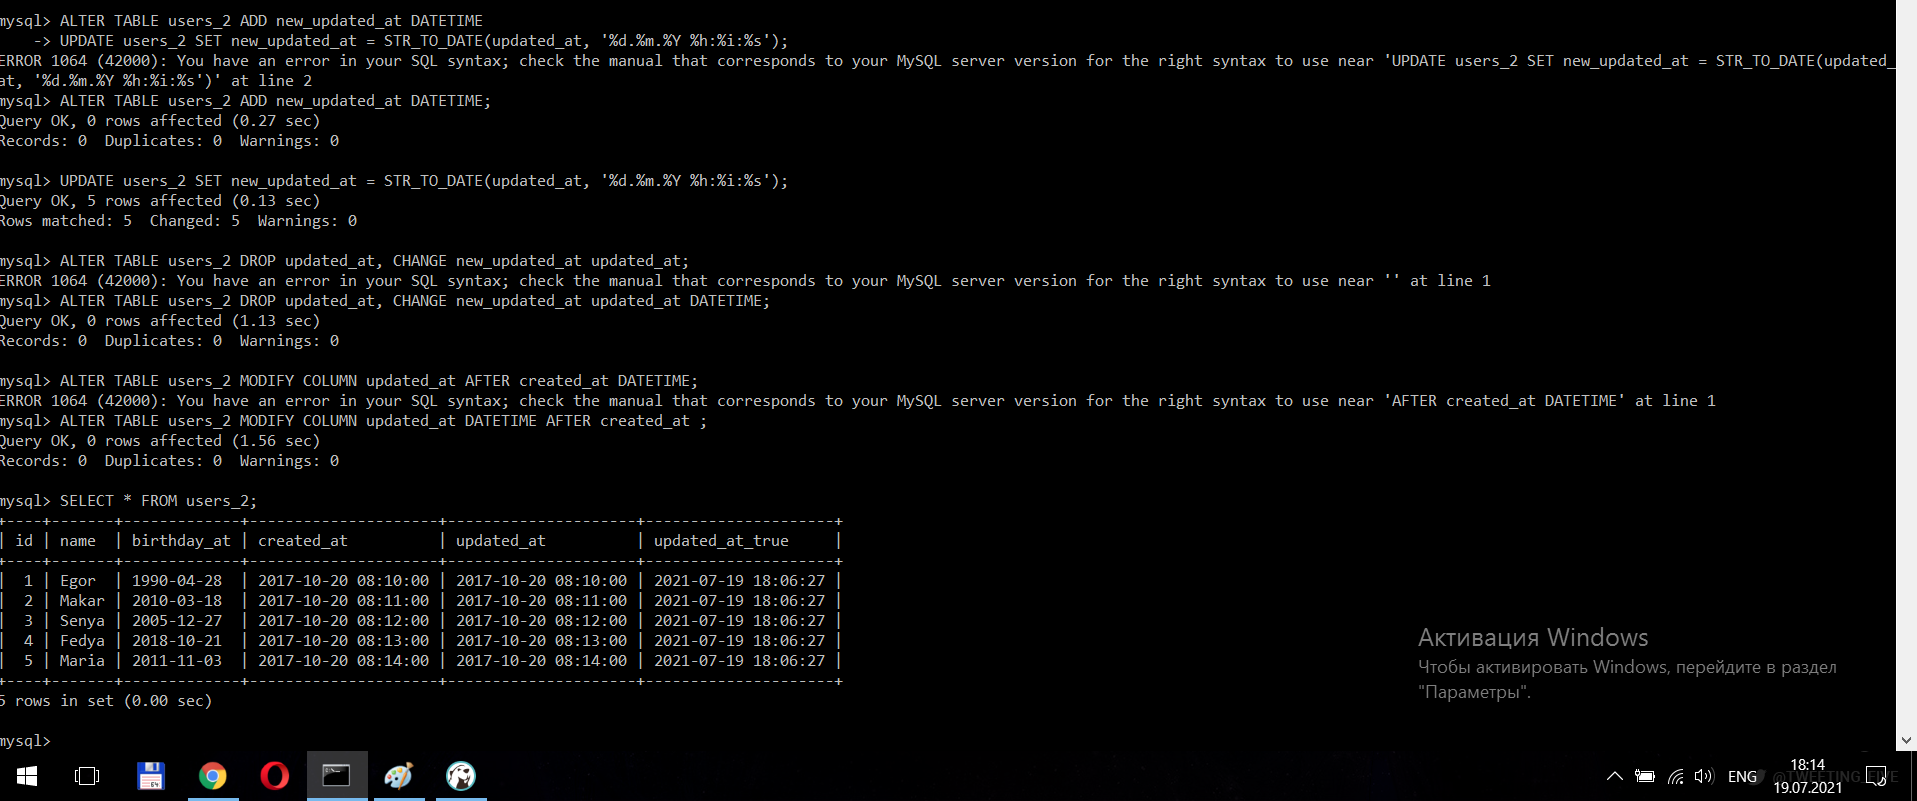 mysql> ALTER TABLE users_2 ADD new_updated_at DATETIME
    -> UPDATE users_2 SET new_updated_at = STR_TO_DATE(updated_at, '%d.%m.%Y %h:%i:%s');
ERROR 1064 (42000): You have an error in your SQL syntax; check the manual that corresponds to your MySQL server version for the right syntax to use near 'UPDATE users_2 SET new_updated_at = STR_TO_DATE(updated_
at, '%d.%m.%Y %h:%i:%s')' at line 2
mysql> ALTER TABLE users_2 ADD new_updated_at DATETIME;
Query OK, 0 rows affected (0.27 sec)
Records: 0  Duplicates: 0  Warnings: 0
mysql> UPDATE users_2 SET new_updated_at = STR_TO_DATE(updated_at, '%d.%m.%Y %h:%i:%s');
Query OK, 5 rows affected (0.13 sec)
Rows matched: 5  Changed: 5  Warnings: 0
mysql> ALTER TABLE users_2 DROP updated_at, CHANGE new_updated_at updated_at;
ERROR 1064 (42000): You have an error in your SQL syntax; check the manual that corresponds to your MySQL server version for the right syntax to use near '' at line 1
mysql> ALTER TABLE users_2 DROP updated_at, CHANGE new_updated_at updated_at DATETIME;
Query OK, 0 rows affected (1.13 sec)
Records: 0  Duplicates: 0  Warnings: 0
mysql> ALTER TABLE users_2 MODIFY COLUMN updated_at AFTER created_at DATETIME;
ERROR 1064 (42000): You have an error in your SQL syntax; check the manual that corresponds to your MySQL server version for the right syntax to use near 'AFTER created_at DATETIME' at line 1
mysql> ALTER TABLE users_2 MODIFY COLUMN updated_at DATETIME AFTER created_at ;
Query OK, 0 rows affected (1.56 sec)
Records: 0  Duplicates: 0  Warnings: 0
mysql> SELECT * FROM users_2;
+----+-------+-------------+---------------------+---------------------+---------------------+
| id | name  | birthday_at | created_at          | updated_at          | updated_at_true     |
+----+-------+-------------+---------------------+---------------------+---------------------+
|  1 | Egor  | 1990-04-28  | 2017-10-20 08:10:00 | 2017-10-20 08:10:00 | 2021-07-19 18:06:27 |
|  2 | Makar | 2010-03-18  | 2017-10-20 08:11:00 | 2017-10-20 08:11:00 | 2021-07-19 18:06:27 |
|  3 | Senya | 2005-12-27  | 2017-10-20 08:12:00 | 2017-10-20 08:12:00 | 2021-07-19 18:06:27 |
|  4 | Fedya | 2018-10-21  | 2017-10-20 08:13:00 | 2017-10-20 08:13:00 | 2021-07-19 18:06:27 |
|  5 | Maria | 2011-11-03  | 2017-10-20 08:14:00 | 2017-10-20 08:14:00 | 2021-07-19 18:06:27 |
+----+-------+-------------+---------------------+---------------------+---------------------+
5 rows in set (0.00 sec)
mysql>
Активация Windows
Чтобы активировать Windows, перейдите в раздел
"Параметры".
64
ENG
18:14
19.07.2021